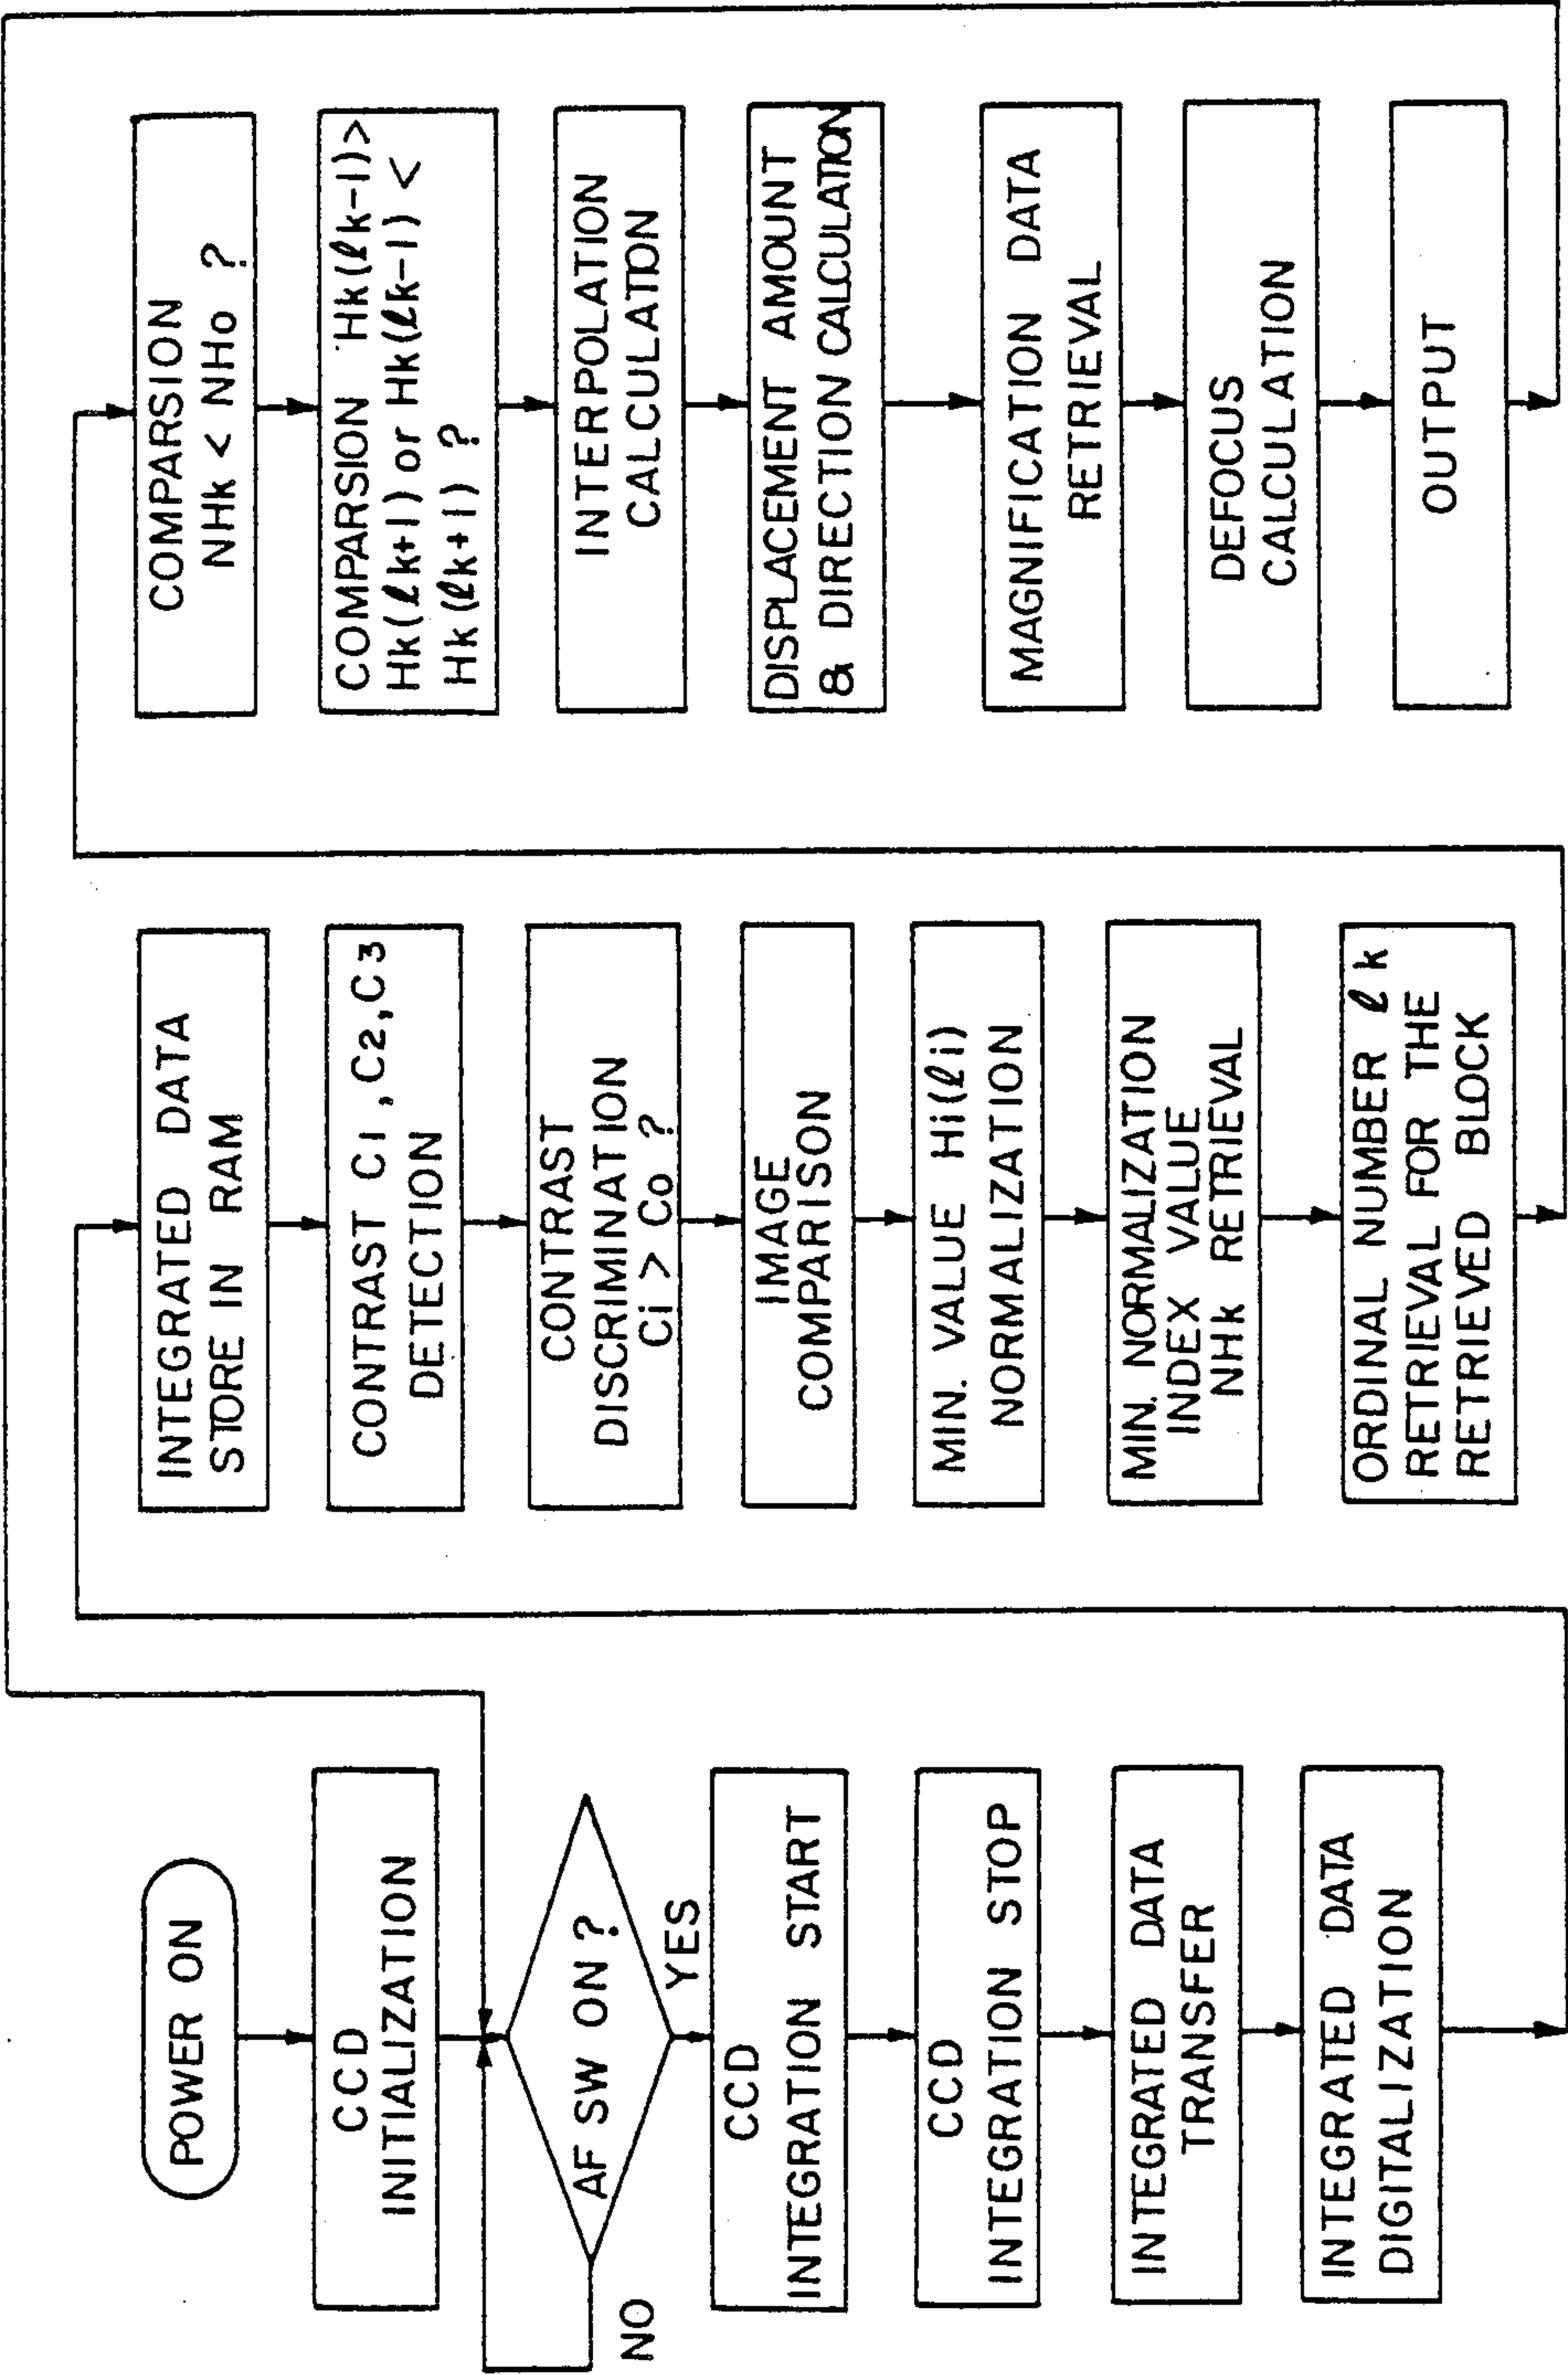 POWER ON
CCD
INITIALIZATION
AF SW ON ?
NO
YES
CCD
INTEGRATION START
CCD
INTEGRATION STOP
INTEGRATED DATA
TRANSFER
INTEGRATED DATA
DIGITALIZATION
INTEGRATED DATA
STORE IN RAM
CONTRAST C1, C2, C3
DETECTION
CONTRAST
DISCRIMINATION
Ci > Co ?
IMAGE
COMPARISON
MIN. VALUE Hi(ℓi)
NORMALIZATION
MIN. NORMALIZATION
INDEX VALUE
NHk RETRIEVAL
ORDINAL NUMBER ℓk
RETRIEVAL FOR THE
RETRIEVED BLOCK
COMPARSION
NHk < NHo ?
COMPARSION Hk(ℓk-1)>
Hk(ℓk+1) or Hk(ℓk-1) <
Hk(ℓk+1) ?
INTERPOLATION
CALCULATION
DISPLACEMENT AMOUNT
& DIRECTION CALCULATION
MAGNIFICATION DATA
RETRIEVAL
DEFOCUS
CALCULATION
OUTPUT